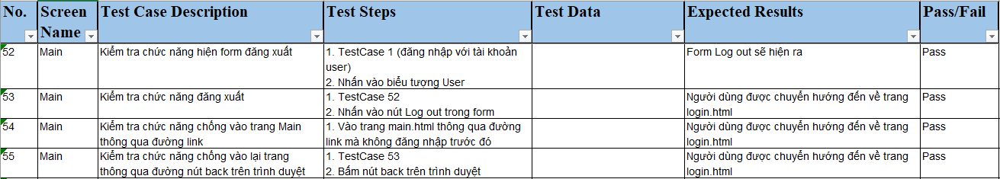 No. Screen Name Test Case Description Test Steps Test Data Expected Results Pass/Fail
52 Main Kiểm tra chức năng hiện form đăng xuất 1. TestCase 1 (đăng nhập với tài khoản user) 2. Nhấn vào biểu tượng User Form Log out sẽ hiện ra Pass
53 Main Kiểm tra chức năng đăng xuất 1. TestCase 52 2. Nhấn vào nút Log out trong form Người dùng được chuyển hướng đến về trang login.html Pass
54 Main Kiểm tra chức năng chống vào trang Main thông qua đường link 1. Vào trang main.html thông qua đường link mà không đăng nhập trước đó Người dùng được chuyển hướng đến về trang login.html Pass
55 Main Kiểm tra chức năng chống vào lại trang thông qua đường nút back trên trình duyệt 1. TestCase 53 2. Bấm nút back trên trình duyệt Người dùng được chuyển hướng đến về trang login.html Pass